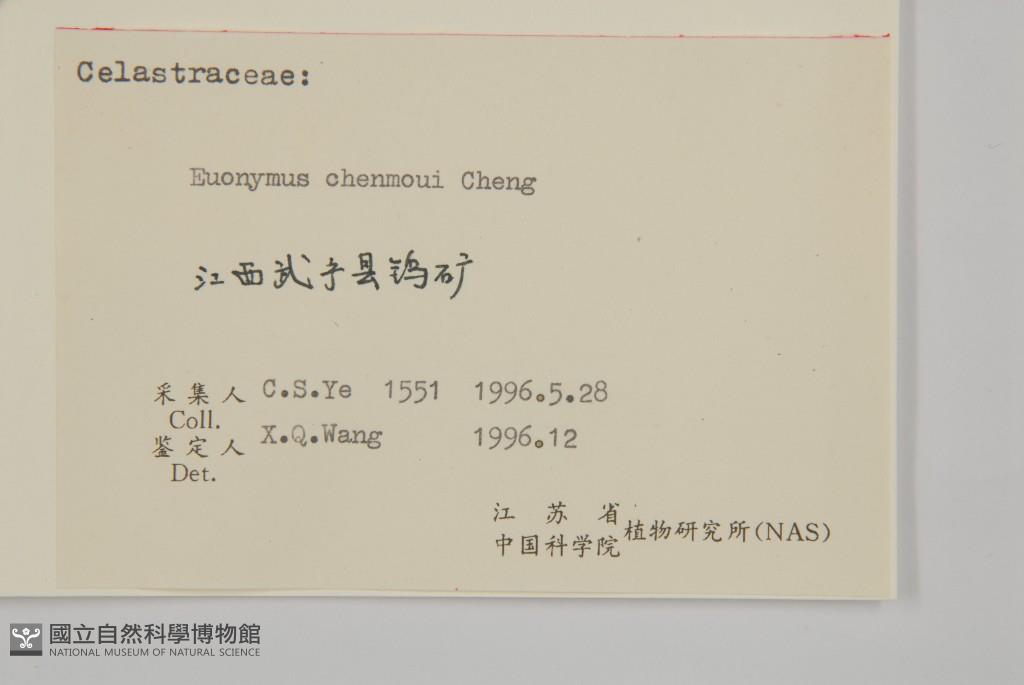 Celastraceae:
Euonymus chenmoui Cheng
江西武宁县钨矿
采集人 C.S.Ye 1551 1996.5.28
Coll.
鉴定人 X.Q.Wang 1996.12
Det.
江苏省
中国科学院 植物研究所(NAS)
國立自然科學博物館
NATIONAL MUSEUM OF NATURAL SCIENCE